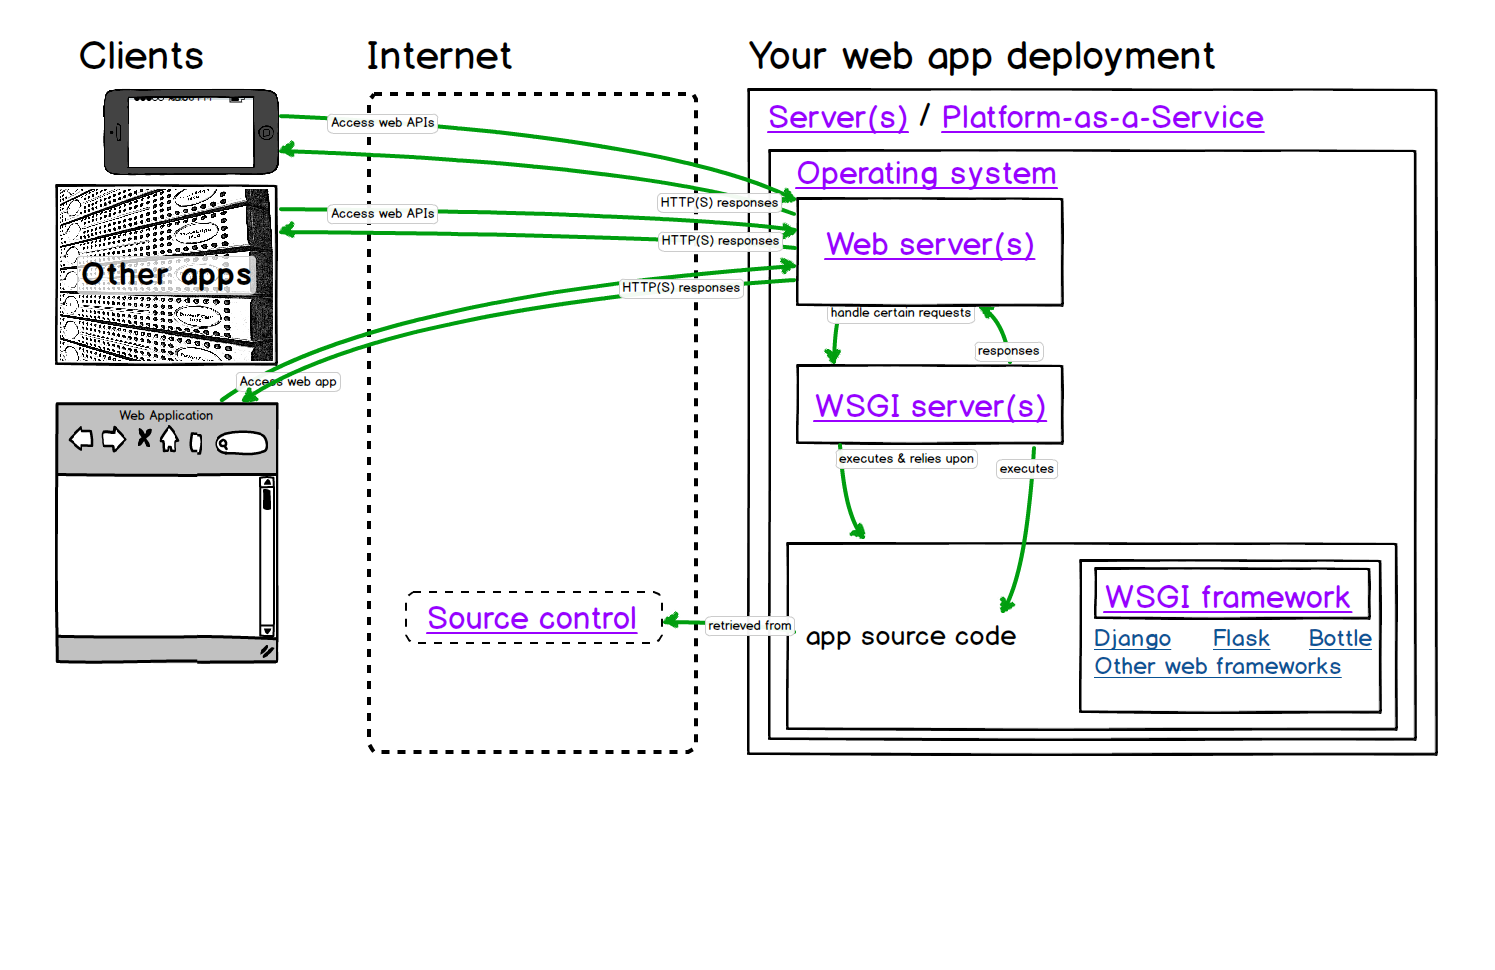 Clients
Internet
Your web app deployment
Server(s) / Platform-as-a-Service
Operating system
Access web APIs
HTTP(S) responses
Access web APIs
HTTP(S) responses
Web server(s)
Other apps
HTTP(S) responses
handle certain requests
responses
Access web app
Web Application
WSGI server(s)
executes & relies upon
executes
WSGI framework
Source control
retrieved from
app source code
Django Flask Bottle
Other web frameworks